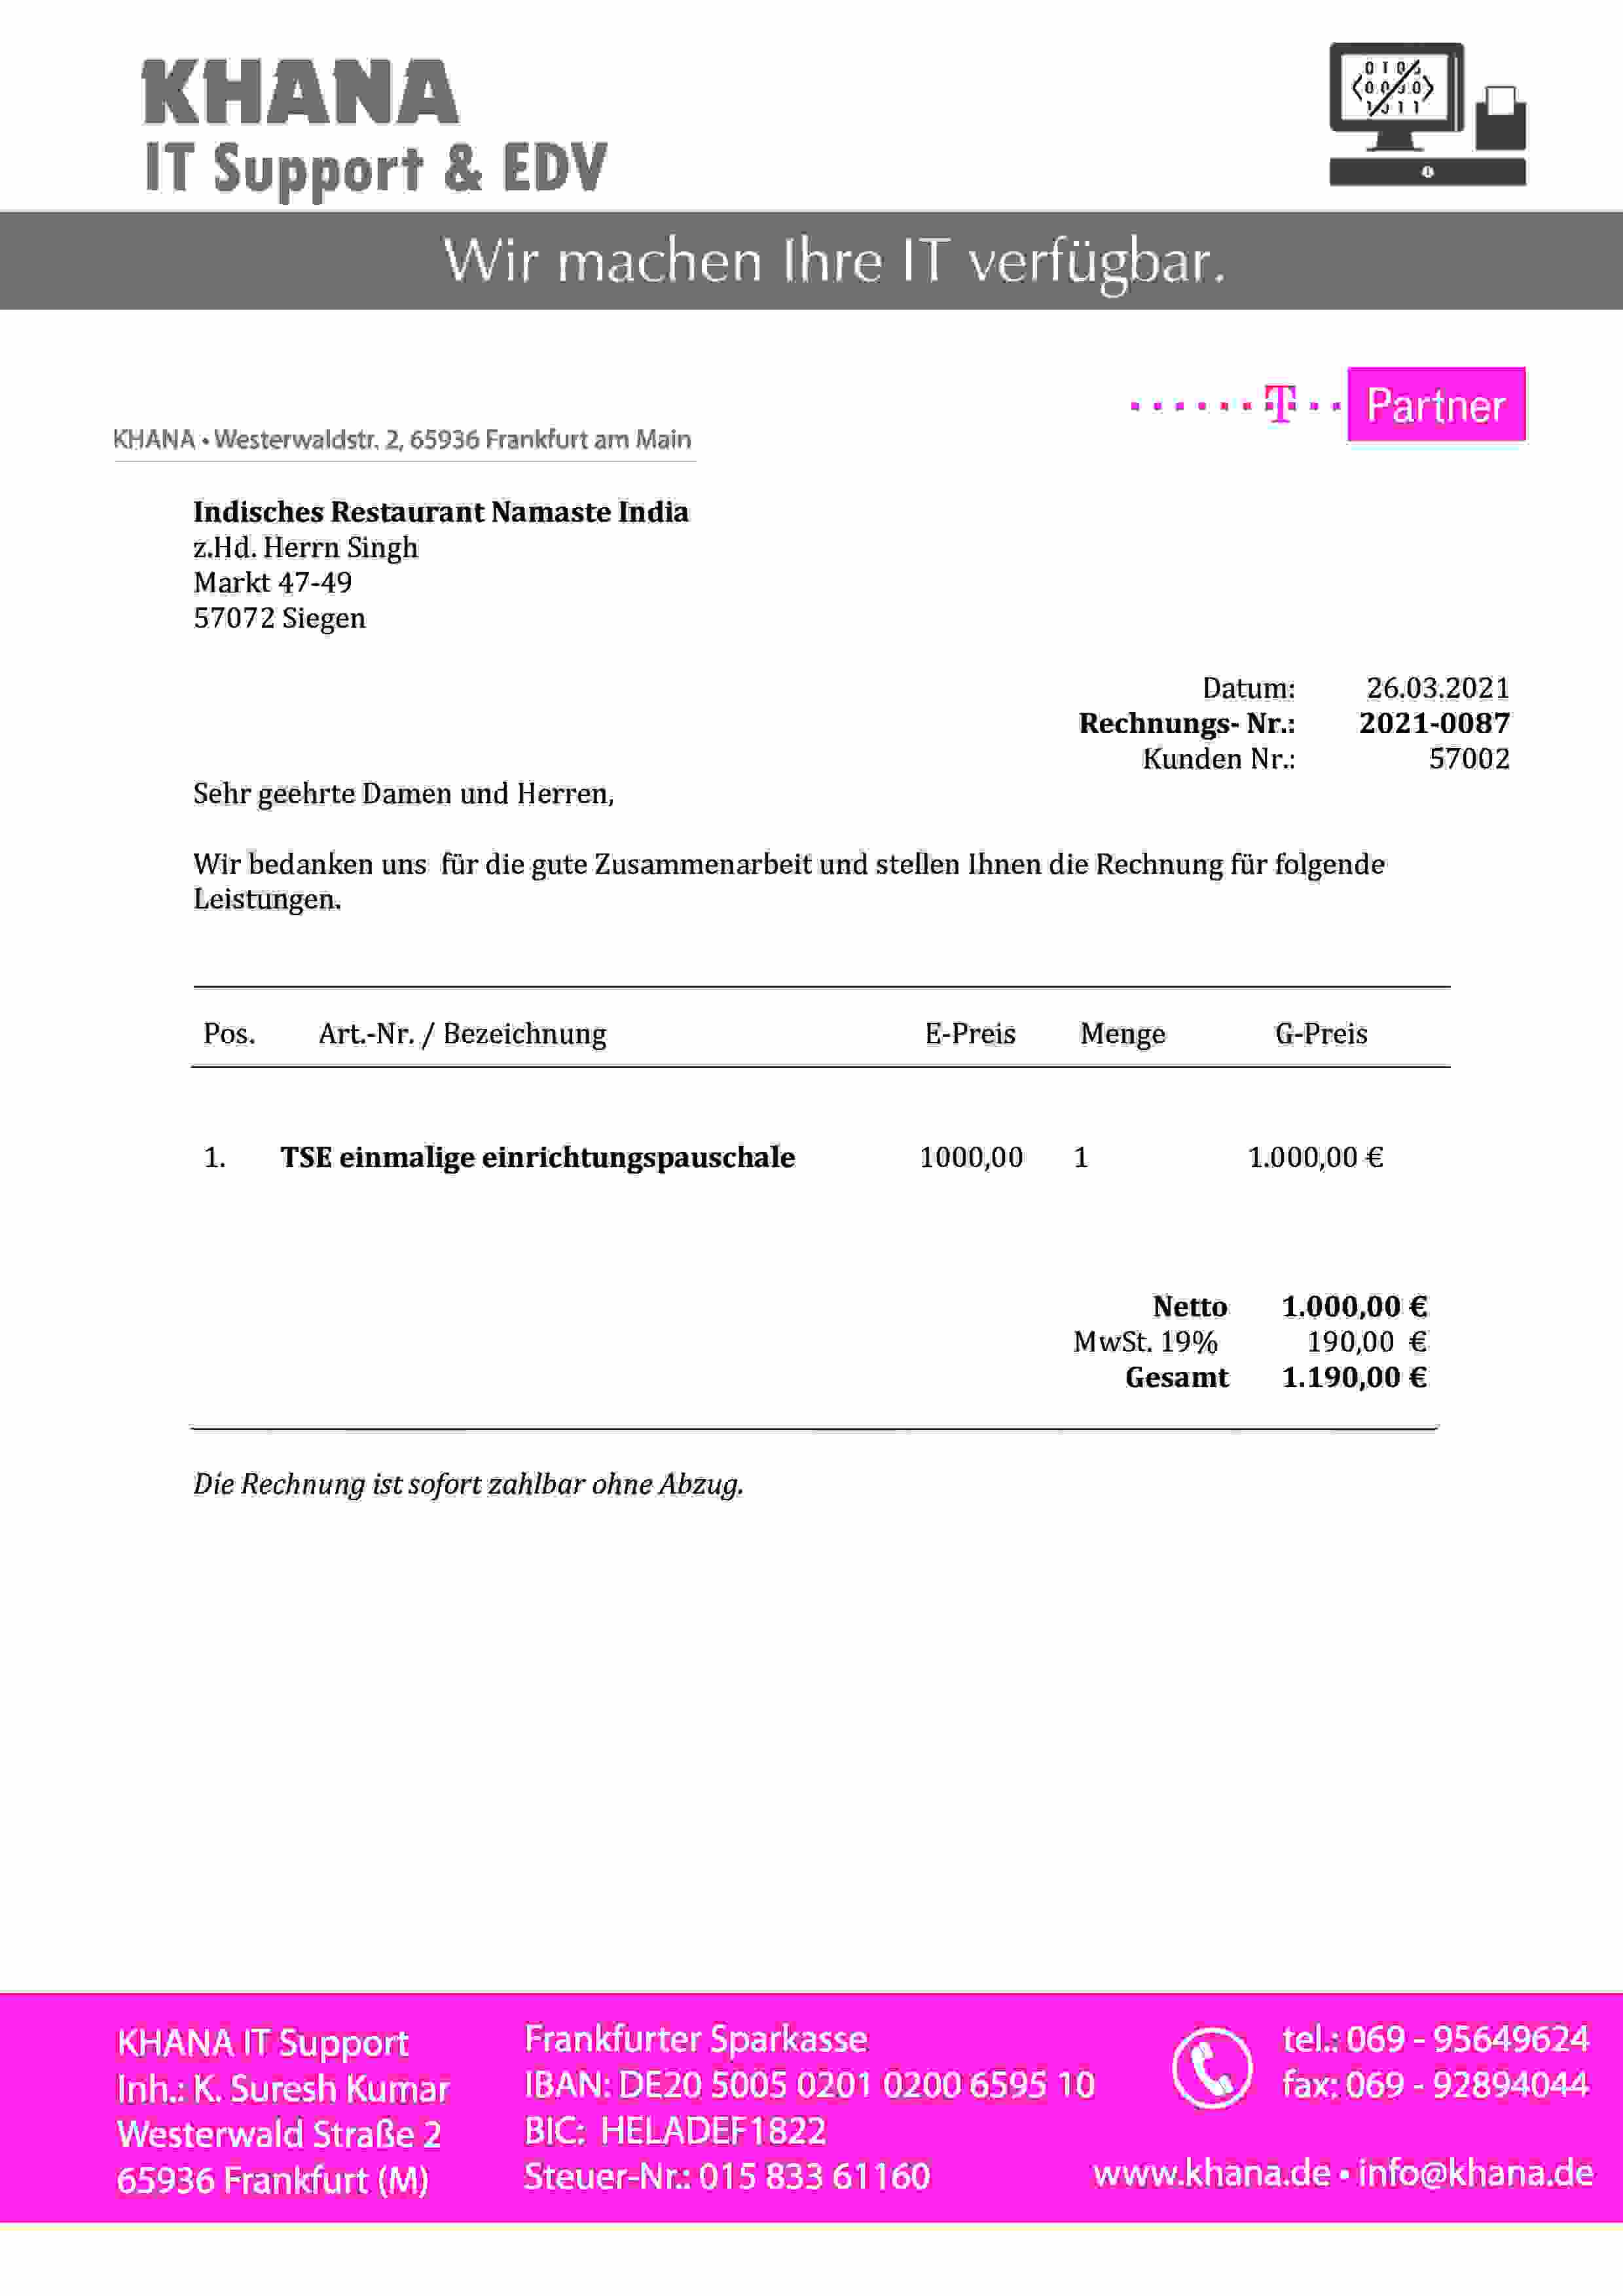 KHANA
IT Support & EDV
Wir machen Ihre IT verfügbar.
T Partner
KHANA • Westerwaldstr. 2, 65936 Frankfurt am Main
Indisches Restaurant Namaste India
z.Hd. Herrn Singh
Markt 47-49
57072 Siegen
Datum: 26.03.2021
Rechnungs- Nr.: 2021-0087
Kunden Nr.: 57002
Sehr geehrte Damen und Herren,
Wir bedanken uns für die gute Zusammenarbeit und stellen Ihnen die Rechnung für folgende
Leistungen.
Pos. Art.-Nr. / Bezeichnung E-Preis Menge G-Preis
1. TSE einmalige einrichtungspauschale 1000,00 1 1.000,00 €
Netto 1.000,00 €
MwSt. 19% 190,00 €
Gesamt 1.190,00 €
Die Rechnung ist sofort zahlbar ohne Abzug.
KHANA IT Support
Inh.: K. Suresh Kumar
Westerwald Straße 2
65936 Frankfurt (M)
Frankfurter Sparkasse
IBAN: DE20 5005 0201 0200 6595 10
BIC: HELADEF1822
Steuer-Nr.: 015 833 61160
tel.: 069 - 95649624
fax: 069 - 92894044
www.khana.de • info@khana.de